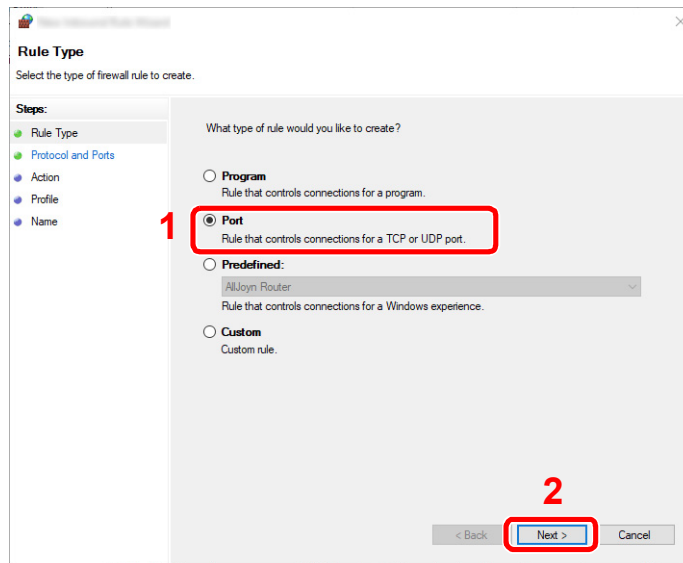 Rule Type
Select the type of firewall rule to create.
Steps:
Rule Type
Protocol and Ports
Action
Profile
Name
What type of rule would you like to create?
Program
Rule that controls connections for a program.
1
Port
Rule that controls connections for a TCP or UDP port.
Predefined:
AllJoyn Router
Rule that controls connections for a Windows experience.
Custom
Custom rule.
2
< Back
Next >
Cancel